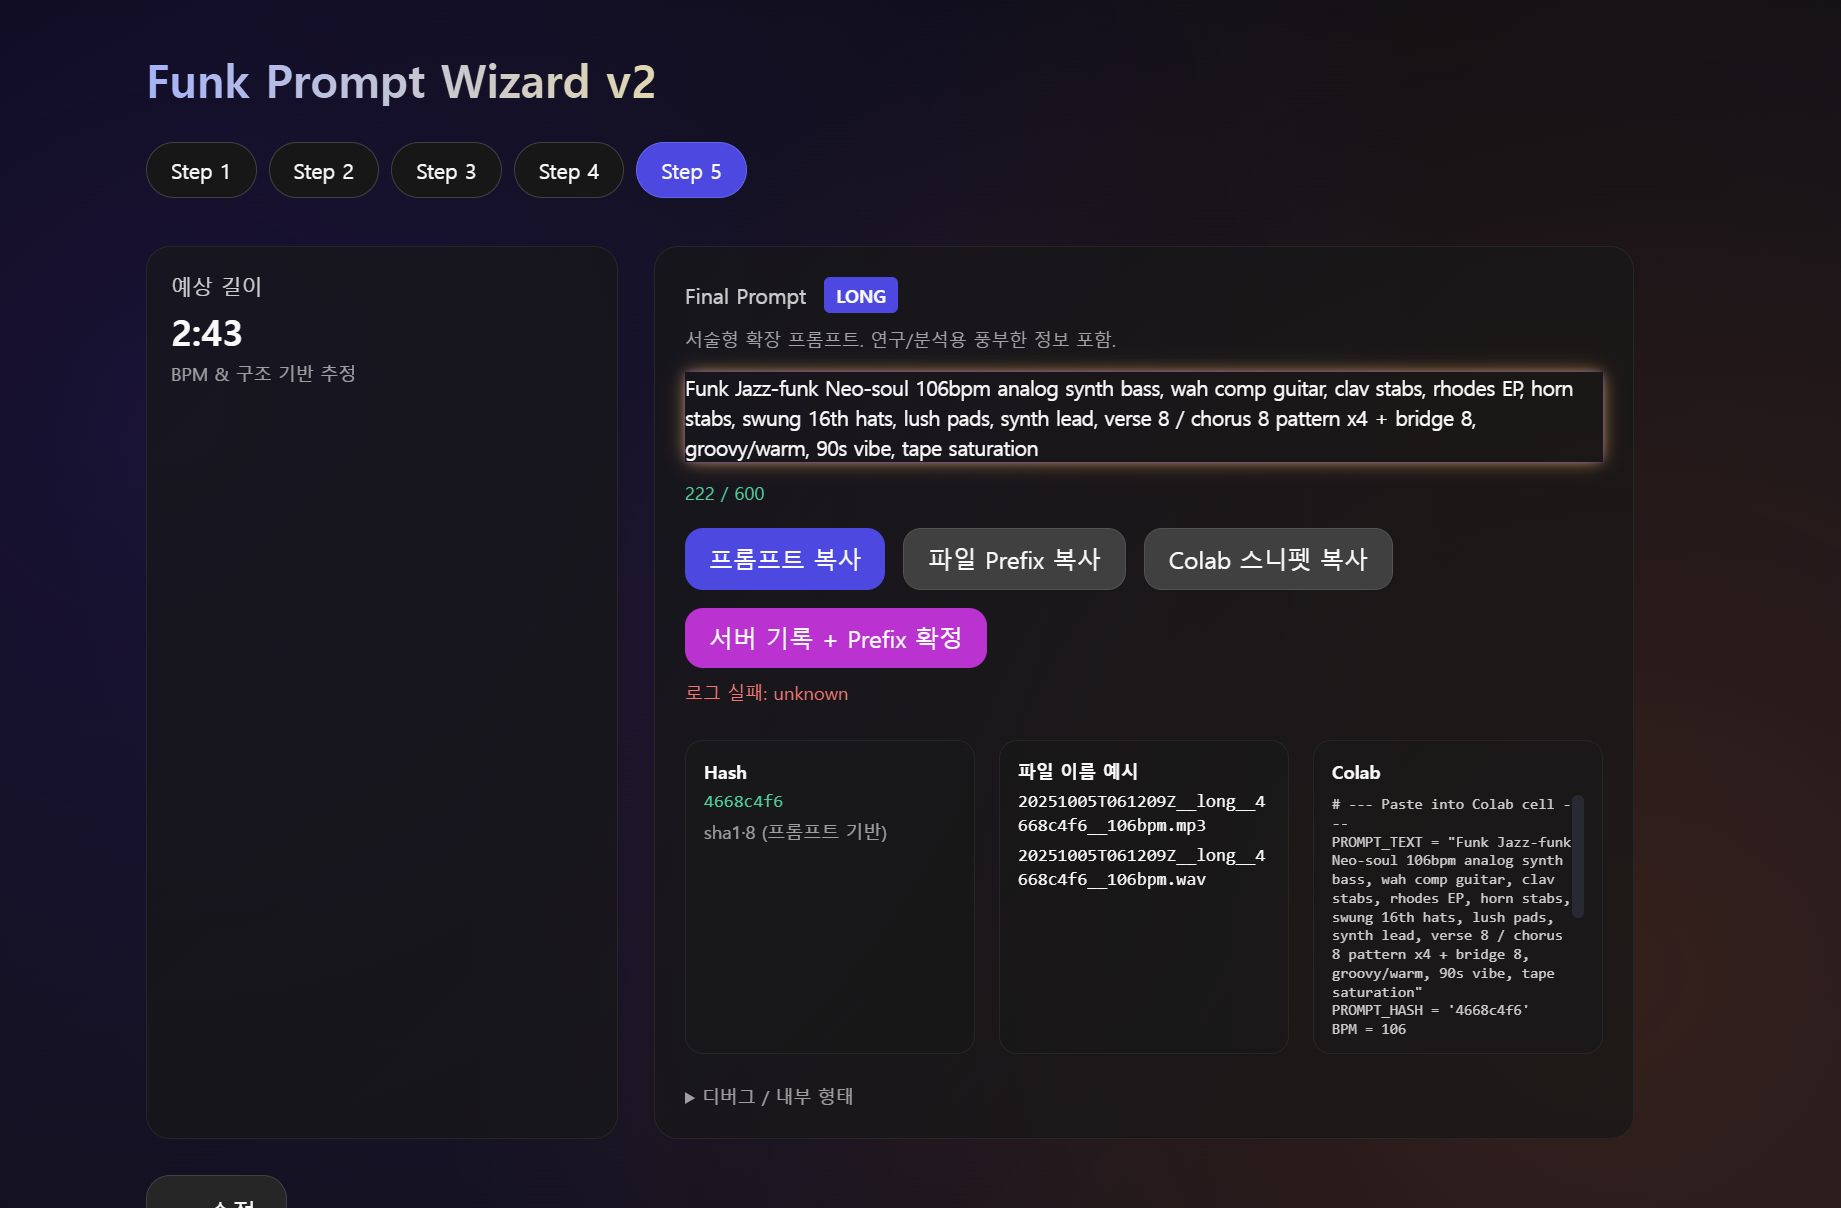 Funk Prompt Wizard v2
Step 1
Step 2
Step 3
Step 4
Step 5
예상 길이
2:43
BPM & 구조 기반 추정
Final Prompt
LONG
서술형 확장 프롬프트. 연구/분석용 풍부한 정보 포함.
Funk Jazz-funk Neo-soul 106bpm analog synth bass, wah comp guitar, clav stabs, rhodes EP, horn
stabs, swung 16th hats, lush pads, synth lead, verse 8 / chorus 8 pattern x4 + bridge 8,
groovy/warm, 90s vibe, tape saturation
222 / 600
프롬프트 복사
파일 Prefix 복사
Colab 스니펫 복사
서버 기록 + Prefix 확정
로그 실패: unknown
Hash
4668c4f6
sha1·8 (프롬프트 기반)
파일 이름 예시
20251005T061209Z__long__4
668c4f6__106bpm.mp3
20251005T061209Z__long__4
668c4f6__106bpm.wav
Colab
# --- Paste into Colab cell -
--
PROMPT_TEXT = "Funk Jazz-funk
Neo-soul 106bpm analog synth
bass, wah comp guitar, clav
stabs, rhodes EP, horn stabs,
swung 16th hats, lush pads,
synth lead, verse 8 / chorus
8 pattern x4 + bridge 8,
groovy/warm, 90s vibe, tape
saturation"
PROMPT_HASH = '4668c4f6'
BPM = 106
▶ 디버그 / 내부 형태